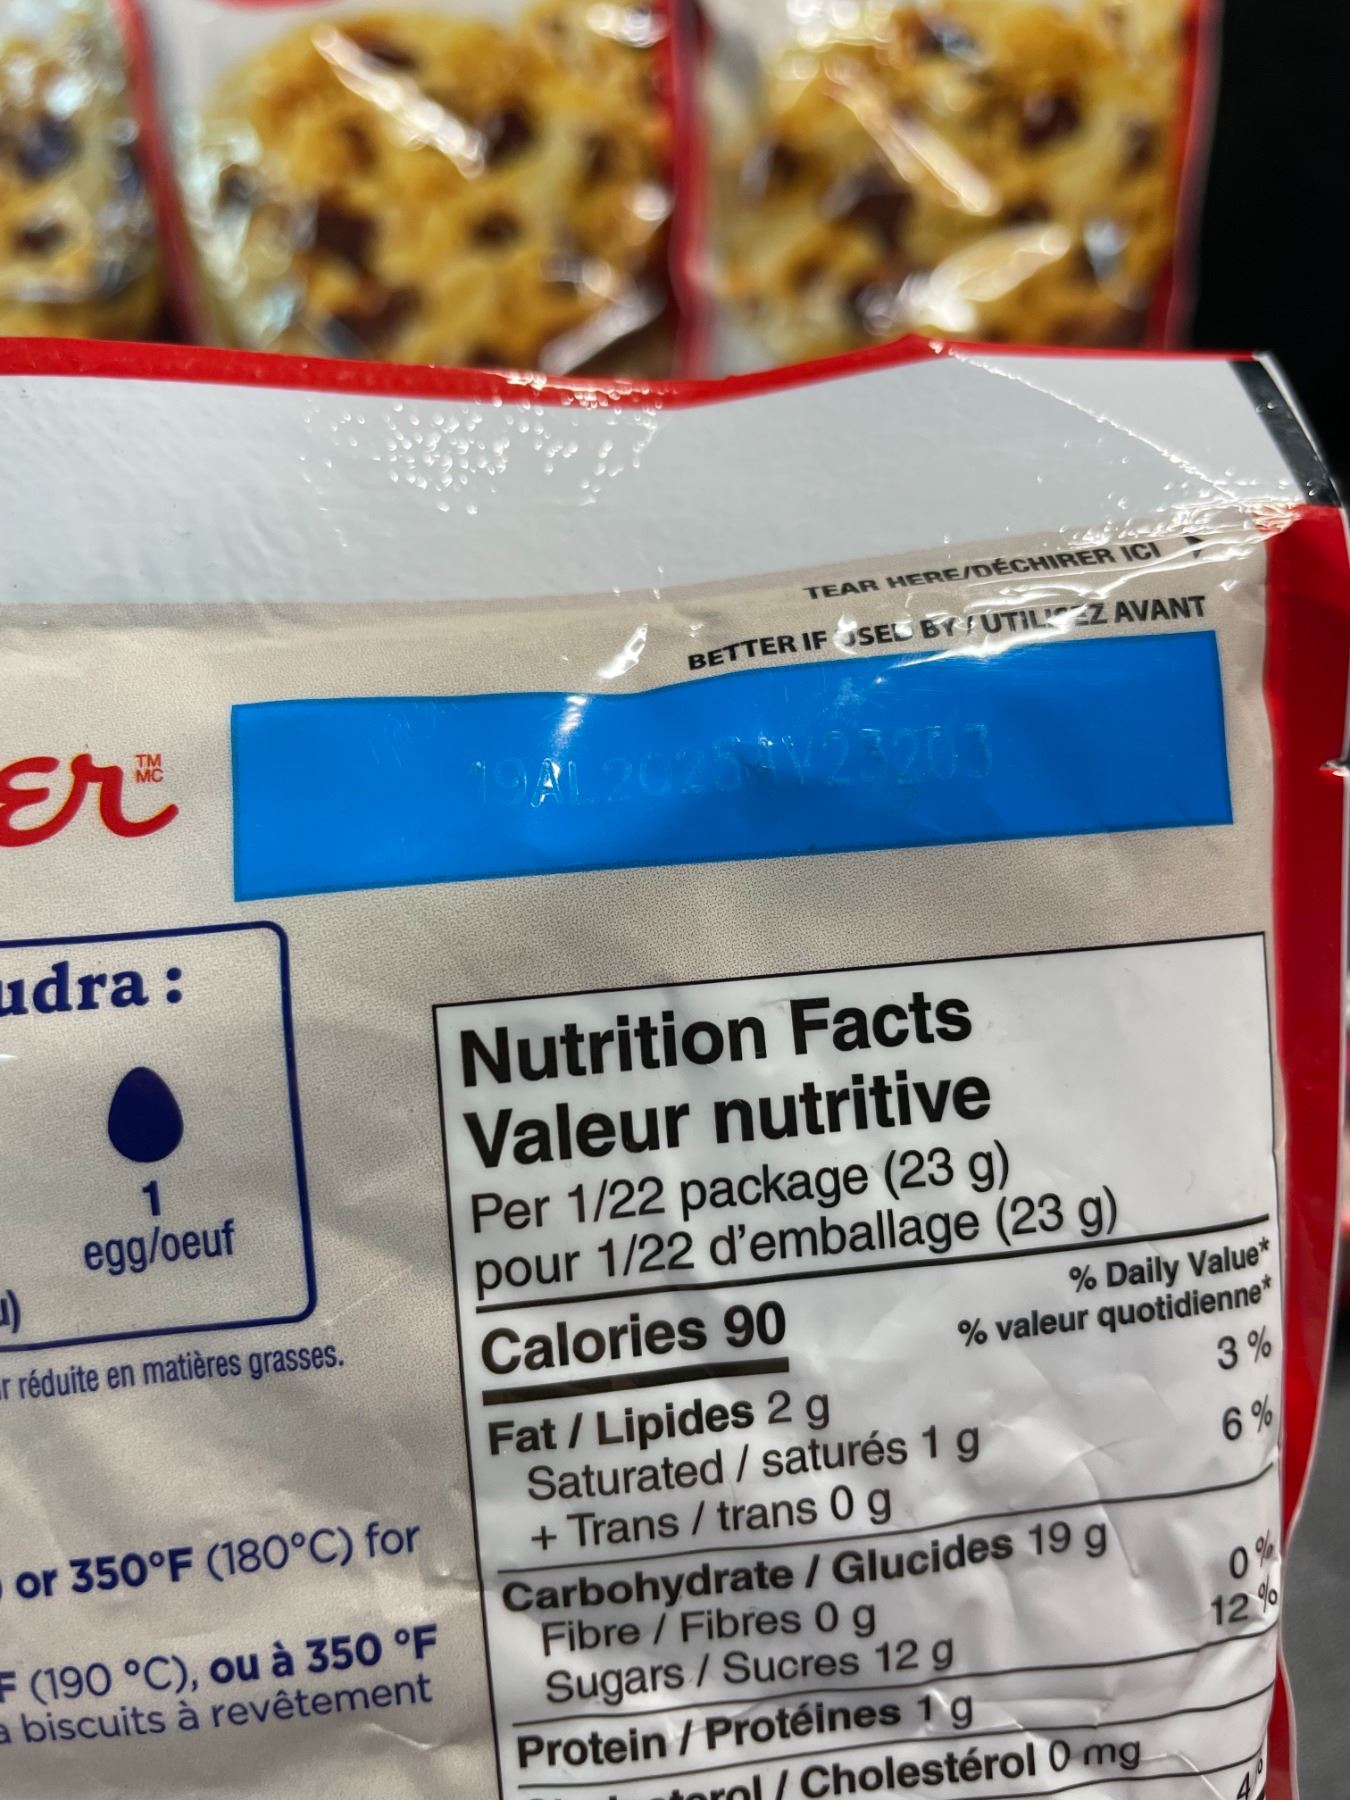 TEAR HERE/DÉCHIRER ICI
BETTER IF USED BY / UTILISEZ AVANT
er TM
MC
udra :
1
egg/oeuf
r réduite en matières grasses.
or 350°F (180°C) for
F (190 °C), ou à 350 °F
biscuits à revêtement
Nutrition Facts
Valeur nutritive
Per 1/22 package (23 g)
pour 1/22 d'emballage (23 g)
Calories 90
% Daily Value*
% valeur quotidienne*
Fat / Lipides 2 g 3 %
Saturated / saturés 1 g
+ Trans / trans 0 g 6 %
Carbohydrate / Glucides 19 g
Fibre / Fibres 0 g 0 %
Sugars / Sucres 12 g 12 %
Protein / Protéines 1 g
/ Cholestérol 0 mg